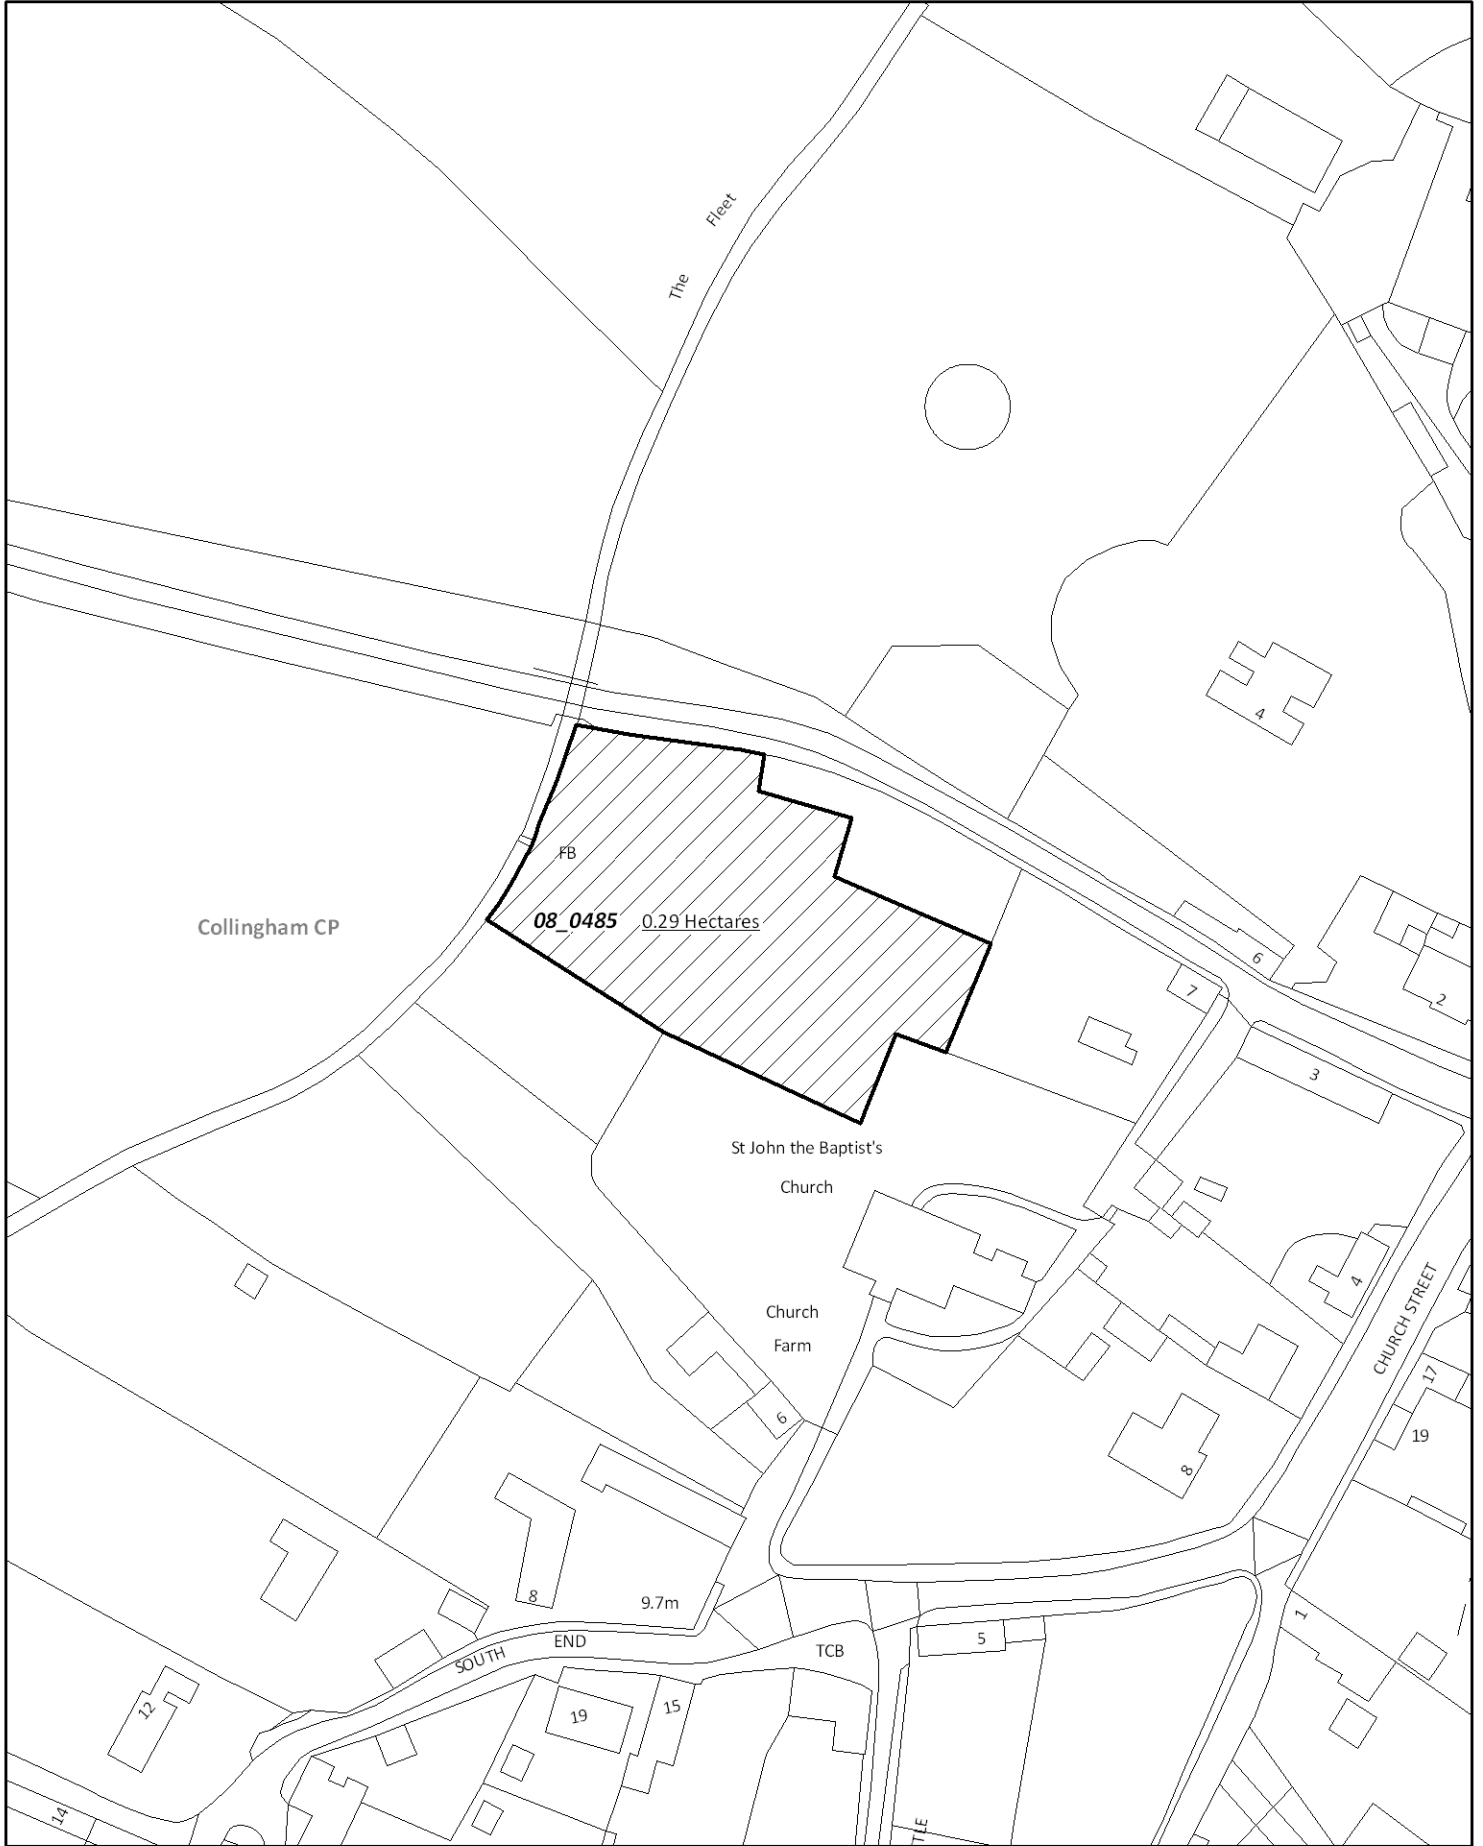 The Fleet
4
FB
08_0485 0.29 Hectares
Collingham CP
6
7
2
3
St John the Baptist's
Church
4
CHURCH STREET
Church
Farm
17
6
19
8
8
9.7m
1
SOUTH END
TCB
5
12
19
15
14
TLE